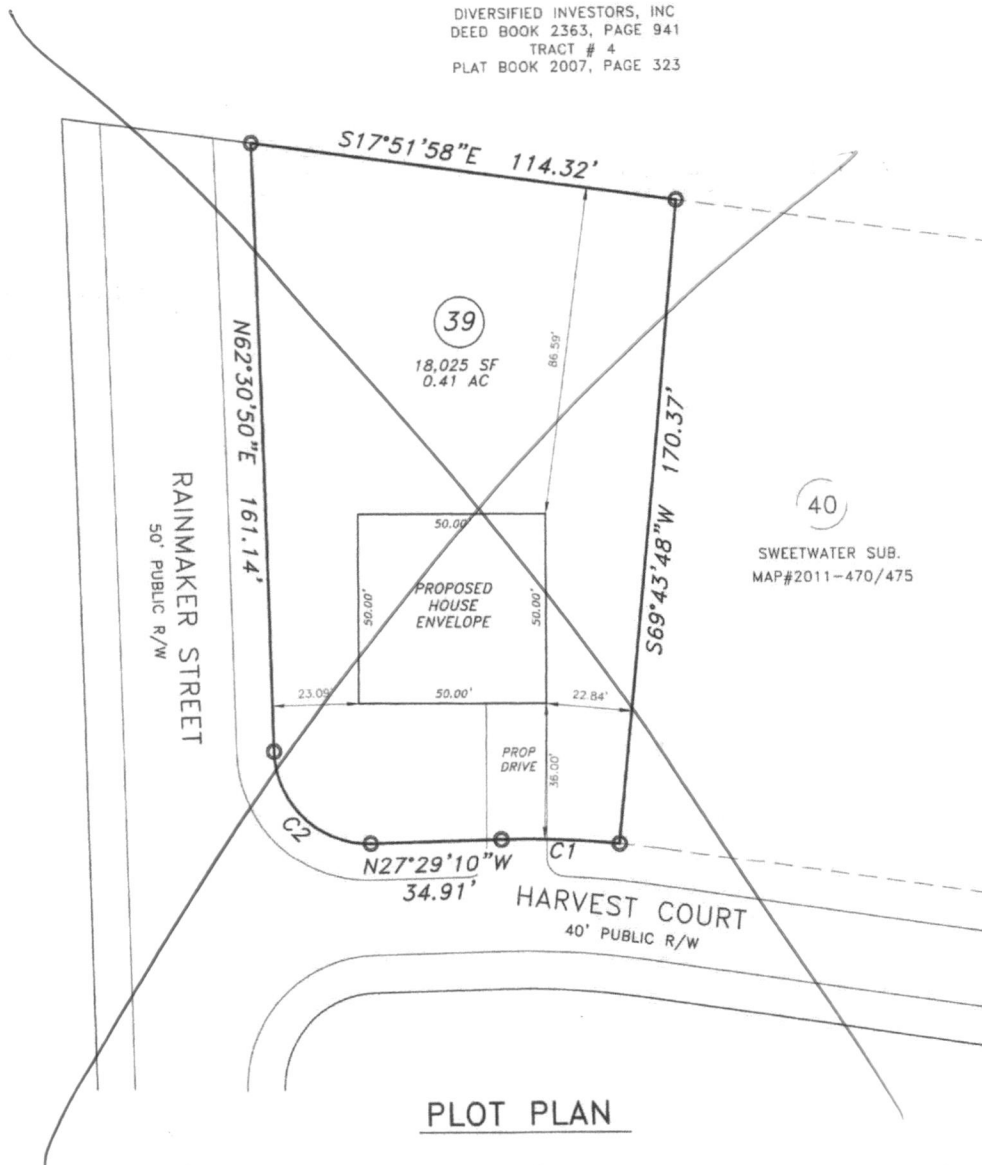 DIVERSIFIED INVESTORS, INC
DEED BOOK 2363, PAGE 941
TRACT # 4
PLAT BOOK 2007, PAGE 323
S17°51'58"E 114.32'
39
18,025 SF
0.41 AC
86.59'
N62°30'50"E 161.14'
S69°43'48"W 170.37'
40
SWEETWATER SUB.
MAP#2011-470/475
RAINMAKER STREET
50' PUBLIC R/W
50.00'
50.00'
PROPOSED
HOUSE
ENVELOPE
50.00'
50.00'
23.09'
22.84'
PROP
DRIVE
36.00'
C2
N27°29'10"W
34.91'
C1
HARVEST COURT
40' PUBLIC R/W
PLOT PLAN